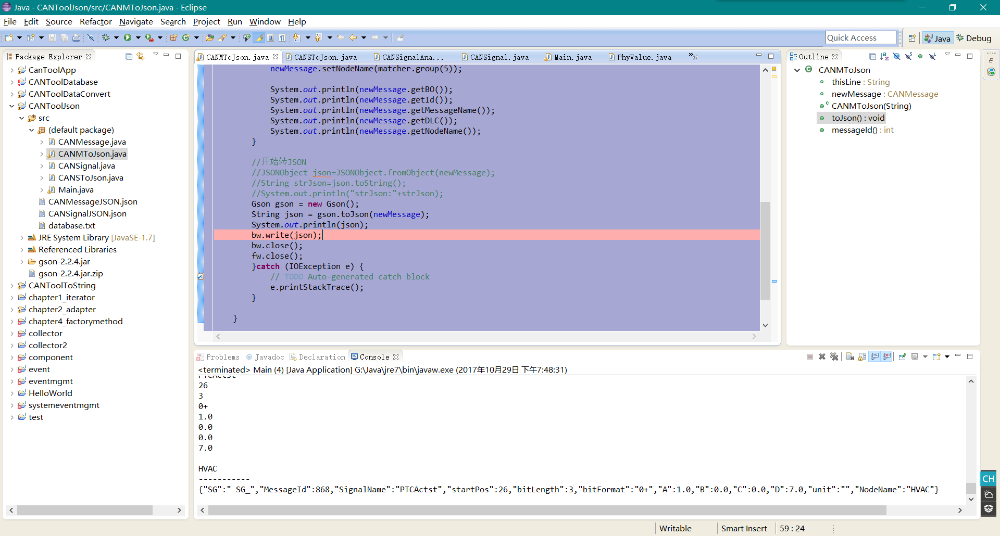 Java - CANToolJson/src/CANMToJson.java - Eclipse
File Edit Source Refactor Navigate Search Project Run Window Help
Quick Access
Java
Debug
Package Explorer
CanToolApp
CANToolDatabase
CANToolDataConvert
CANToolJson
src
(default package)
CANMessage.java
CANMToJson.java
CANSignal.java
CANSToJson.java
Main.java
CANMessageJSON.json
CANSignalJSON.json
database.txt
JRE System Library [JavaSE-1.7]
Referenced Libraries
gson-2.2.4.jar
gson-2.2.4.jar.zip
CANToolToString
chapter1_iterator
chapter2_adapter
chapter4_factorymethod
collector
collector2
component
event
eventmgmt
HelloWorld
systemeventmgmt
test
CANMToJson.java CANSToJson.java CANSignalAna... CANSignal.java Main.java PhyValue.java »37
newMessage.setNodeName(matcher.group(5));
System.out.println(newMessage.getBO());
System.out.println(newMessage.getId());
System.out.println(newMessage.getMessageName());
System.out.println(newMessage.getDLC());
System.out.println(newMessage.getNodeName());
}
//开始转JSON
//JSONObject json=JSONObject.fromObject(newMessage);
//String strJson=json.toString();
//System.out.println("strJson:"+strJson);
Gson gson = new Gson();
String json = gson.toJson(newMessage);
System.out.println(json);
bw.write(json);
bw.close();
fw.close();
}catch (IOException e) {
// TODO Auto-generated catch block
e.printStackTrace();
}
}
Outline
CANMToJson
thisLine : String
newMessage : CANMessage
CANMToJson(String)
toJson() : void
messageId() : int
Problems @ Javadoc Declaration Console
<terminated> Main (4) [Java Application] G:\Java\jre7\bin\javaw.exe (2017年10月29日 下午7:48:31)
PTCActst
26
3
0+
1.0
0.0
0.0
7.0
HVAC
-----------
{"SG":" SG_","MessageId":868,"SignalName":"PTCActst","startPos":26,"bitLength":3,"bitFormat":"0+","A":1.0,"B":0.0,"C":0.0,"D":7.0,"unit":"","NodeName":"HVAC"}
CH
Writable
Smart Insert
59 : 24